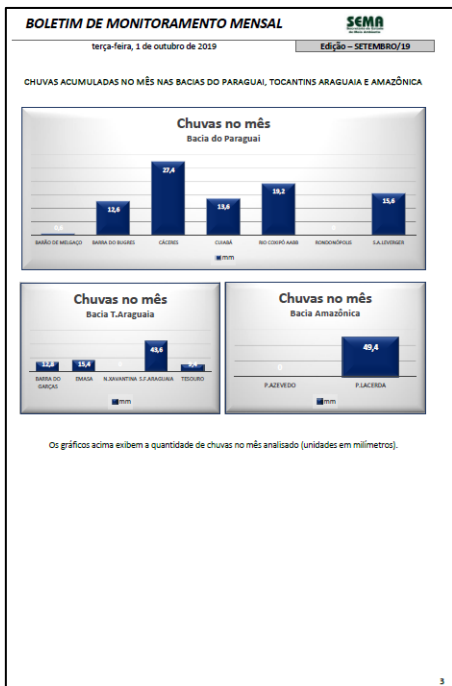 BOLETIM DE MONITORAMENTO MENSAL
SEMA
terça-feira, 1 de outubro de 2019
Edição – SETEMBRO/19
CHUVAS ACUMULADAS NO MÊS NAS BACIAS DO PARAGUAI, TOCANTINS ARAGUAIA E AMAZÔNICA
Chuvas no mês
Bacia do Paraguai
12,6
27,4
13,6
19,2
15,6
BARÃO DE MELGAÇO BARRA DO BUGRES CÁCERES CUIABÁ RIO COXIPÓ AABB RONDONÓPOLIS S.A.LEVERGER
mm
Chuvas no mês
Bacia T.Araguaia
12,8
15,4
43,6
BARRA DO GARÇAS EMASA N.XAVANTINA S.F.ARAGUAIA TESOURO
mm
Chuvas no mês
Bacia Amazônica
0
49,4
P.AZEVEDO P.LACERDA
mm
Os gráficos acima exibem a quantidade de chuvas no mês analisado (unidades em milímetros).
3